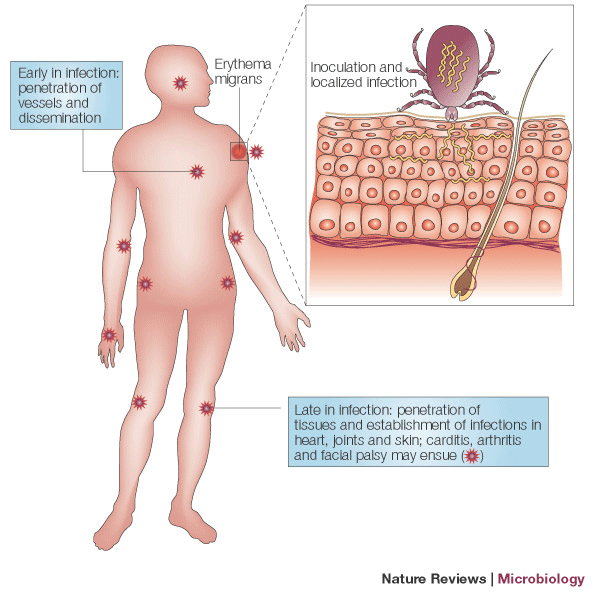 Early in infection:
penetration of
vessels and
dissemination
Erythema
migrans
Inoculation and
localized infection
Late in infection: penetration of
tissues and establishment of infections in
heart, joints and skin; carditis, arthritis
and facial palsy may ensue ( )
Nature Reviews | Microbiology